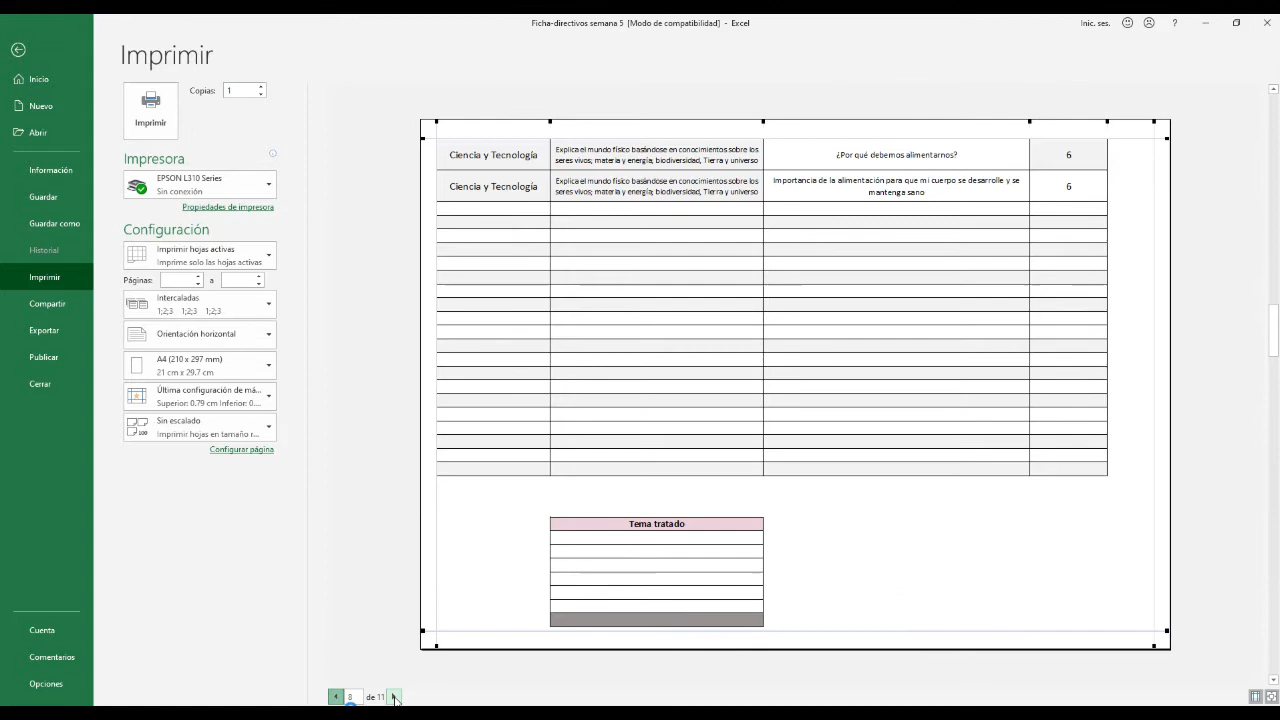 Ficha-directivos semana 5 [Modo de compatibilidad] - Excel
Inic. ses.
?
Imprimir
Inicio
Nuevo
Abrir
Información
Guardar
Guardar como
Historial
Imprimir
Compartir
Exportar
Publicar
Cerrar
Cuenta
Comentarios
Opciones
Imprimir
Copias: 1
Impresora
EPSON L310 Series
Sin conexión
Propiedades de impresora
Configuración
Imprimir hojas activas
Imprime solo las hojas activas
Páginas: a
Intercaladas
1;2;3 1;2;3 1;2;3
Orientación horizontal
A4 (210 x 297 mm)
21 cm x 29.7 cm
Última configuración de má...
Superior: 0.79 cm Inferior: 0....
Sin escalado
100
Imprimir hojas en tamaño r...
Configurar página
Ciencia y Tecnología
Explica el mundo físico basándose en conocimientos sobre los
seres vivos; materia y energía; biodiversidad, Tierra y universo
¿Por qué debemos alimentarnos?
6
Ciencia y Tecnología
Explica el mundo físico basándose en conocimientos sobre los
seres vivos; materia y energía; biodiversidad, Tierra y universo
Importancia de la alimentación para que mi cuerpo se desarrolle y se
mantenga sano
6
Tema tratado
8 de 11